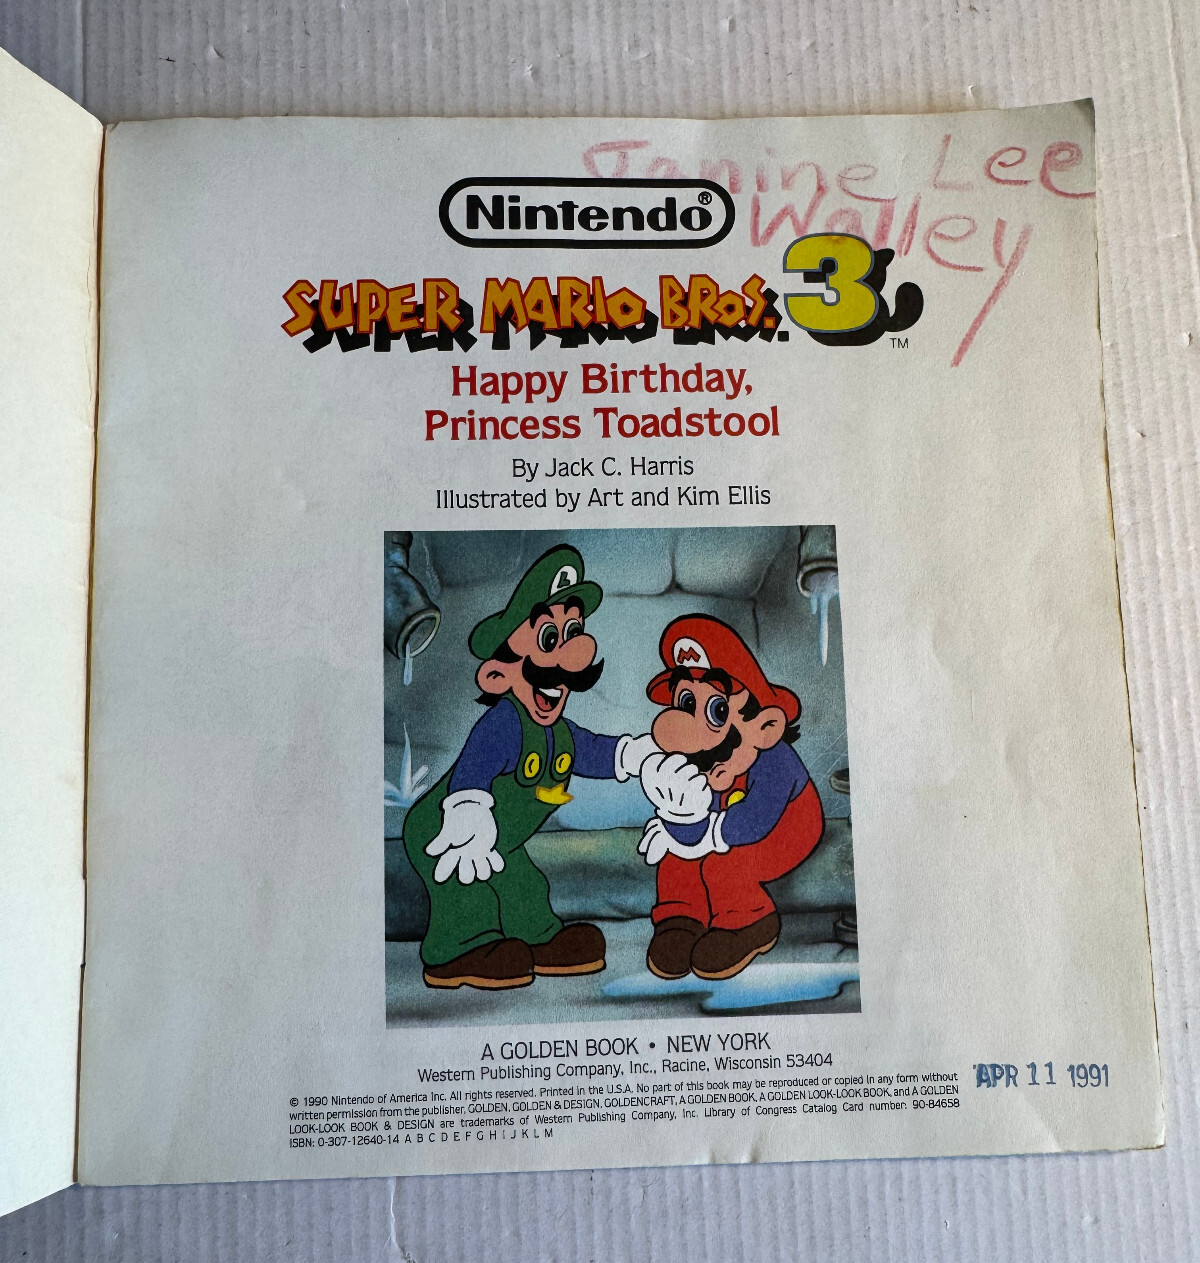 Janine Lee
Walley
Nintendo®
SUPER MARIO BROS. 3
TM
Happy Birthday,
Princess Toadstool
By Jack C. Harris
Illustrated by Art and Kim Ellis
L
M
A GOLDEN BOOK • NEW YORK
Western Publishing Company, Inc., Racine, Wisconsin 53404
© 1990 Nintendo of America Inc. All rights reserved. Printed in the U.S.A. No part of this book may be reproduced or copied in any form without
written permission from the publisher. GOLDEN, GOLDEN & DESIGN, GOLDENCRAFT, A GOLDEN BOOK, A GOLDEN LOOK-LOOK BOOK, and A GOLDEN
LOOK-LOOK BOOK & DESIGN are trademarks of Western Publishing Company, Inc. Library of Congress Catalog Card number: 90-84658
ISBN: 0-307-12640-14 A B C D E F G H I J K L M
APR 11 1991